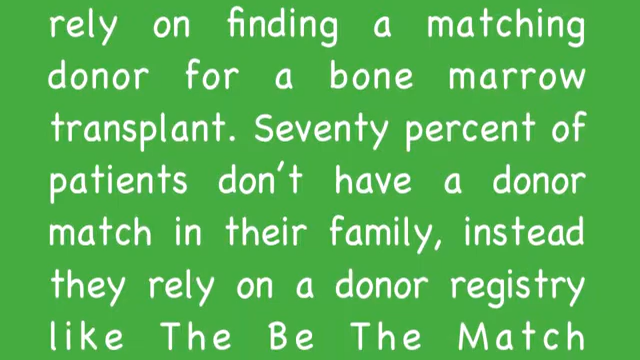 rely on finding a matching
donor for a bone marrow
transplant. Seventy percent of
patients don't have a donor
match in their family, instead
they rely on a donor registry
like The Be The Match